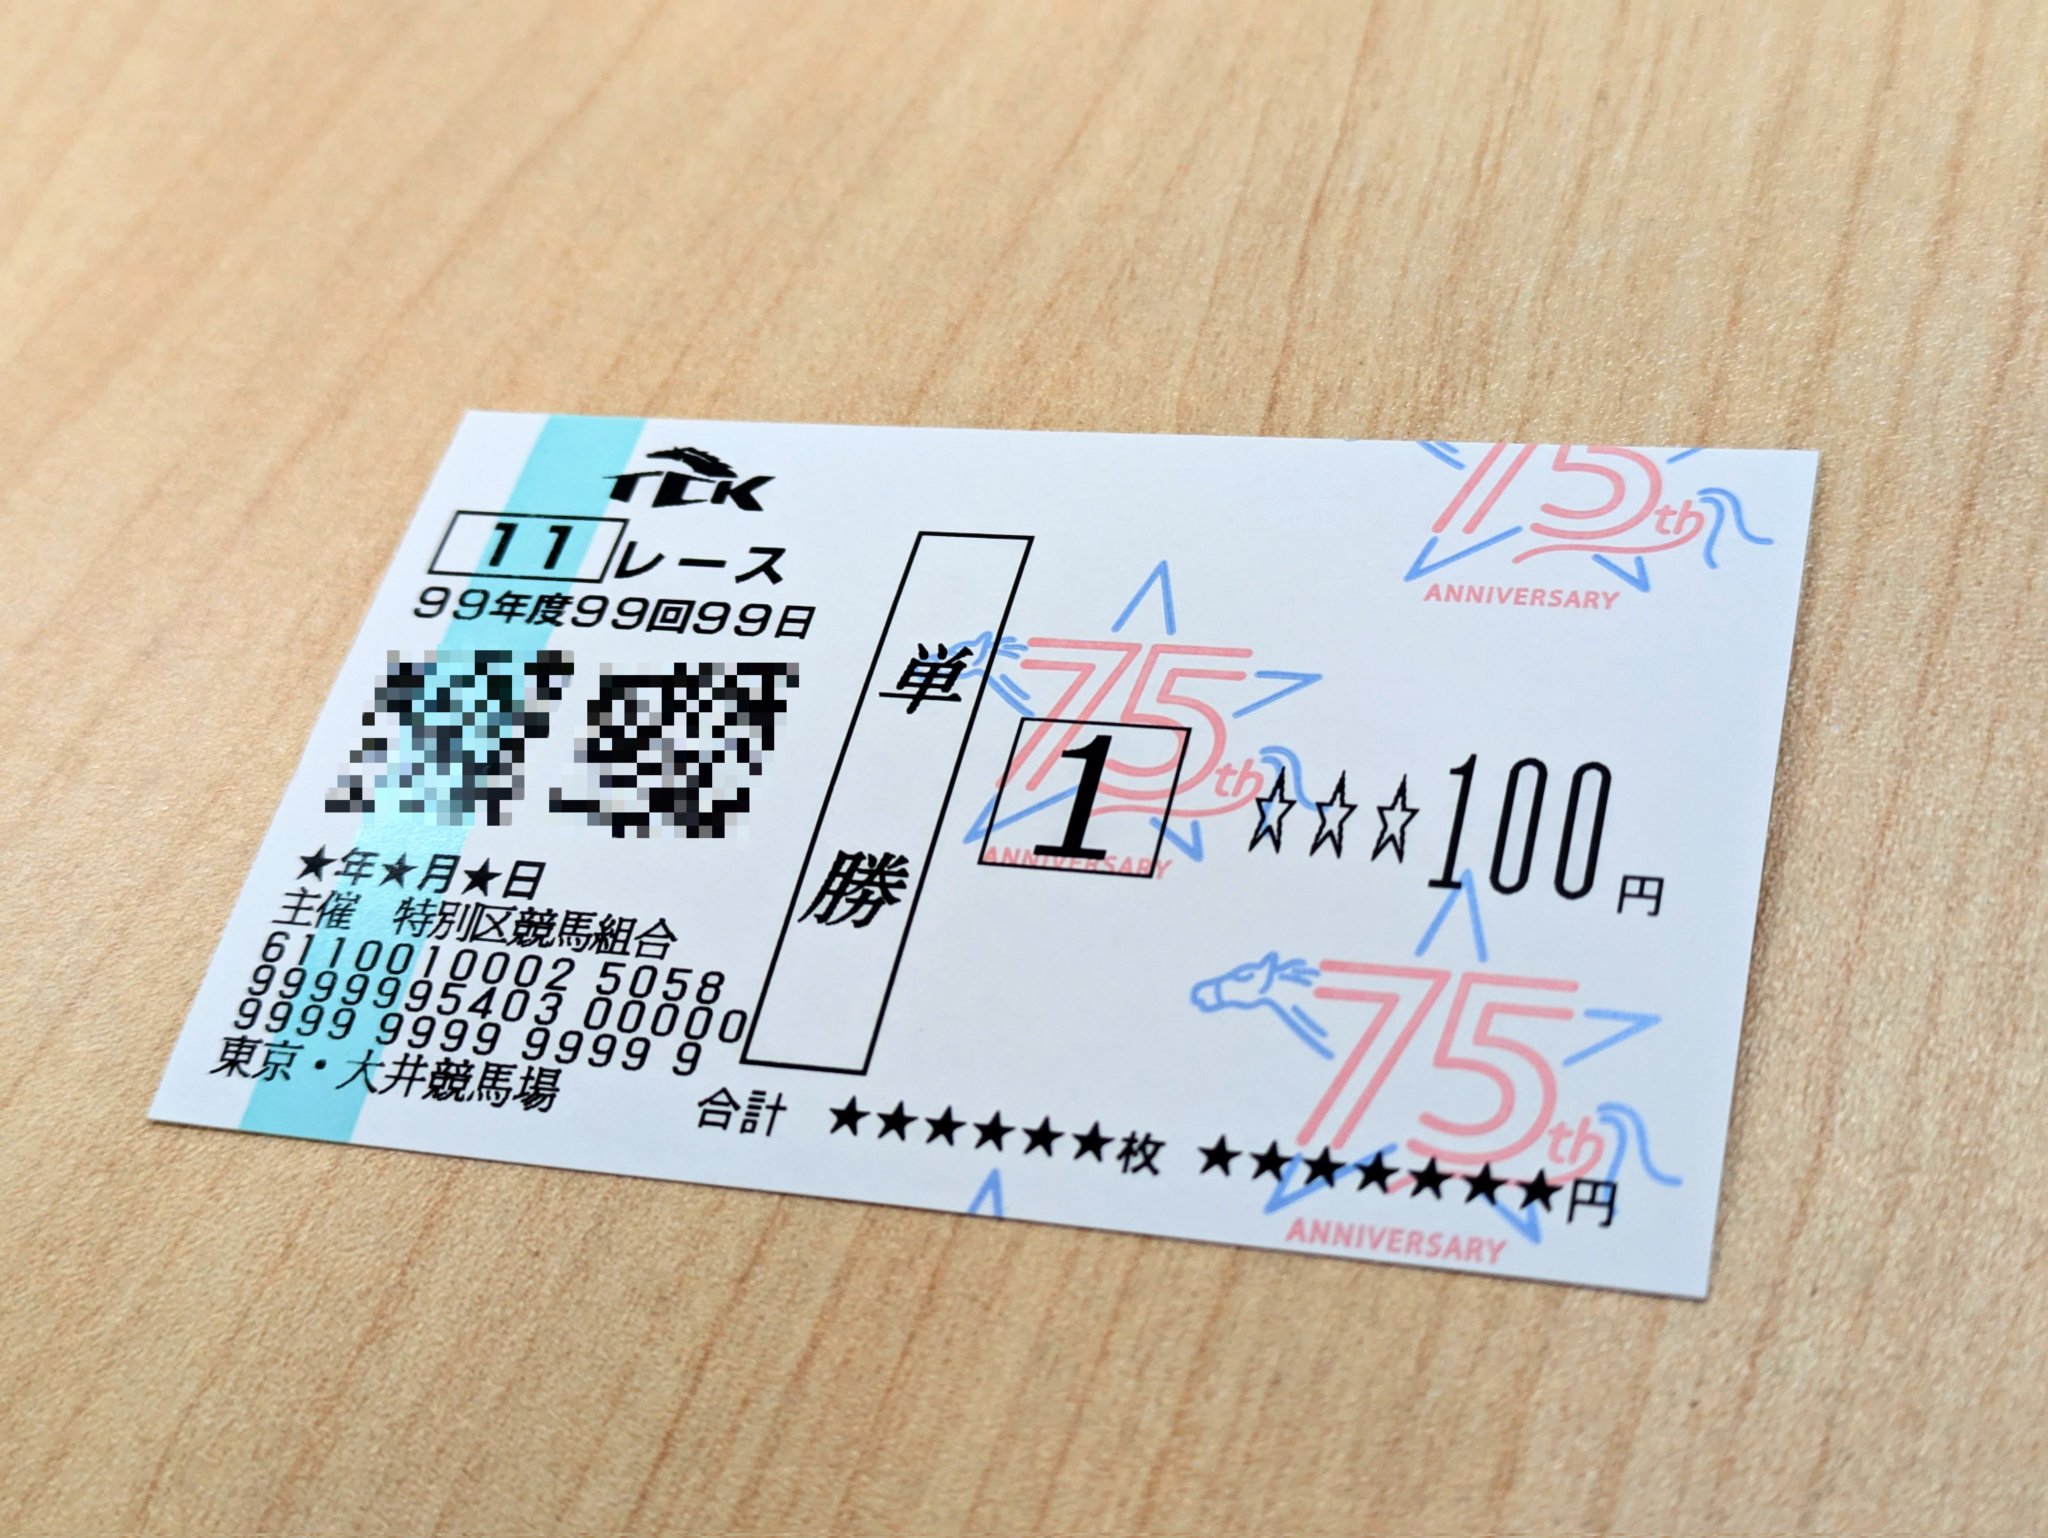 TCK
11レース
99年度99回99日
★年★月★日
主催 特別区競馬組合
6110010002 5058
9999995403 00000
9999 9999 9999 9
東京・大井競馬場
単勝
1 ☆☆☆100円
合計 ★★★★★★枚 ★★★★★★★円
75th
ANNIVERSARY
75th
ANNIVERSARY
75th
ANNIVERSARY